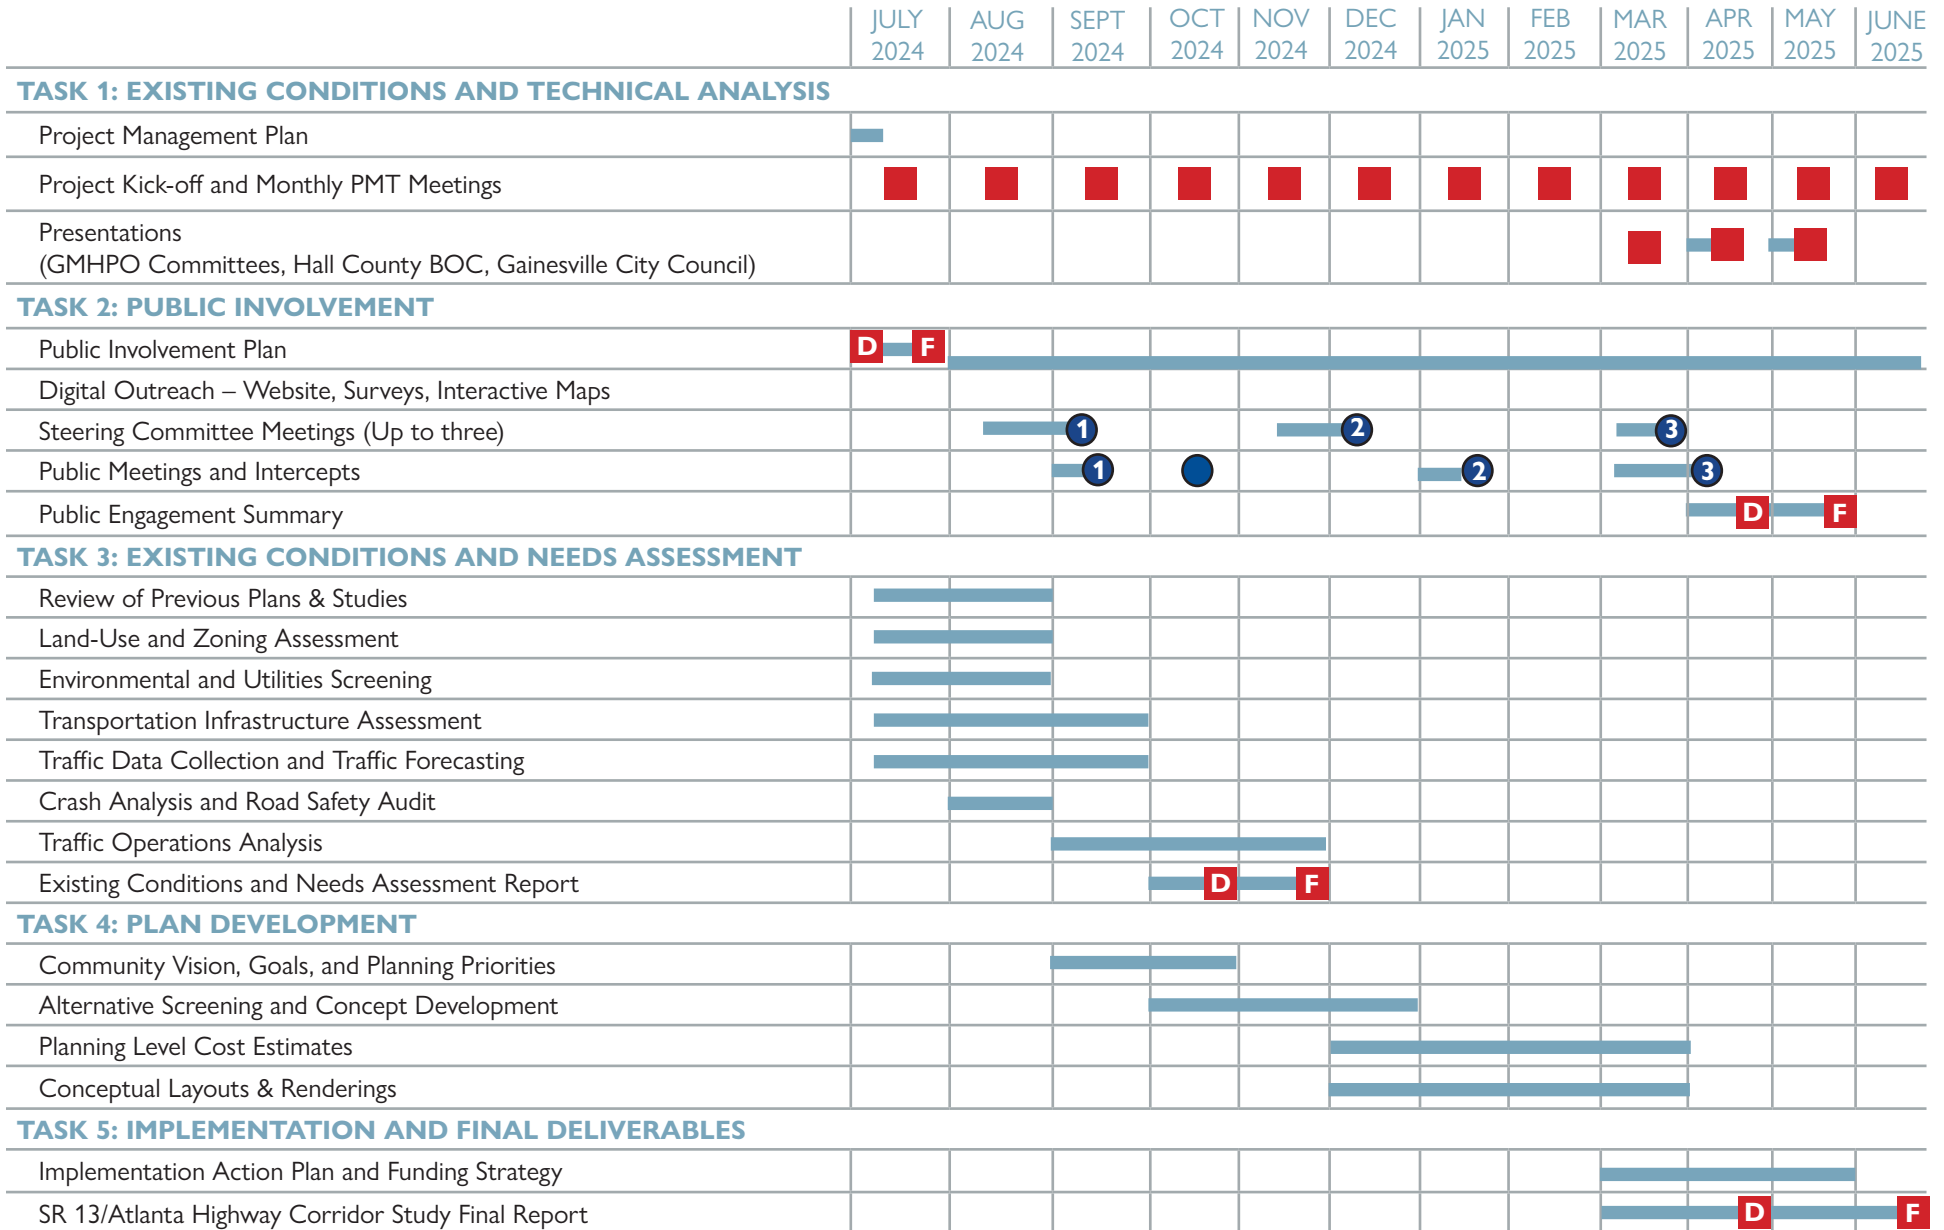 JULY AUG SEPT OCT NOV DEC JAN FEB MAR APR MAY JUNE
2024 2024 2024 2024 2024 2024 2025 2025 2025 2025 2025 2025
TASK 1: EXISTING CONDITIONS AND TECHNICAL ANALYSIS
Project Management Plan
Project Kick-off and Monthly PMT Meetings
Presentations
(GMHPO Committees, Hall County BOC, Gainesville City Council)
TASK 2: PUBLIC INVOLVEMENT
Public Involvement Plan D F
Digital Outreach – Website, Surveys, Interactive Maps
Steering Committee Meetings (Up to three) 1 2 3
Public Meetings and Intercepts 1 2 3
Public Engagement Summary D F
TASK 3: EXISTING CONDITIONS AND NEEDS ASSESSMENT
Review of Previous Plans & Studies
Land-Use and Zoning Assessment
Environmental and Utilities Screening
Transportation Infrastructure Assessment
Traffic Data Collection and Traffic Forecasting
Crash Analysis and Road Safety Audit
Traffic Operations Analysis
Existing Conditions and Needs Assessment Report D F
TASK 4: PLAN DEVELOPMENT
Community Vision, Goals, and Planning Priorities
Alternative Screening and Concept Development
Planning Level Cost Estimates
Conceptual Layouts & Renderings
TASK 5: IMPLEMENTATION AND FINAL DELIVERABLES
Implementation Action Plan and Funding Strategy
SR 13/Atlanta Highway Corridor Study Final Report D F